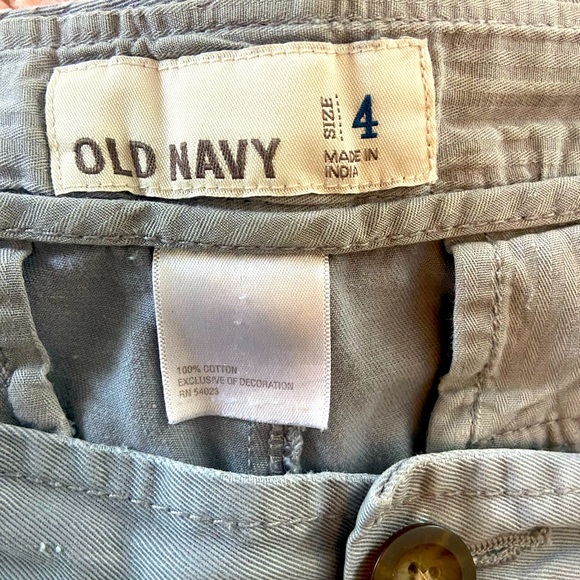 OLD NAVY
SIZE 4
MADE IN
INDIA
100% COTTON
EXCLUSIVE OF DECORATION
RN 54023